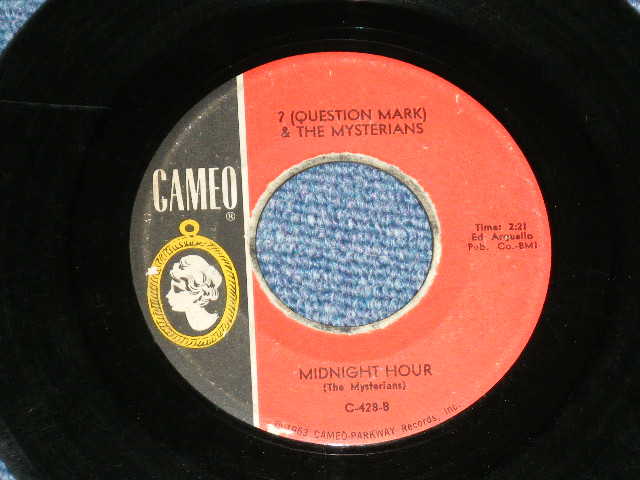 ? (QUESTION MARK)
& THE MYSTERIANS
CAMEO
®
Time: 2:21
Ed Arguello
Pub. Co.-BMI
MIDNIGHT HOUR
(The Mysterians)
C-428-B
© 1963 CAMEO-PARKWAY Records, Inc.